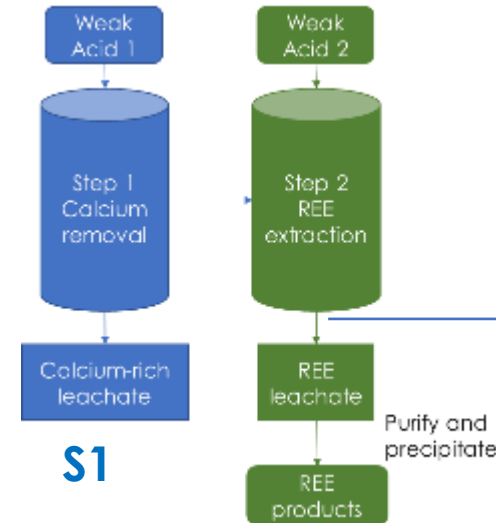 Weak
Acid 1
Step 1
Calcium
removal
Calcium-rich
leachate
S1
Weak
Acid 2
Step 2
REE
extraction
REE
leachate
Purify and
precipitate
REE
products